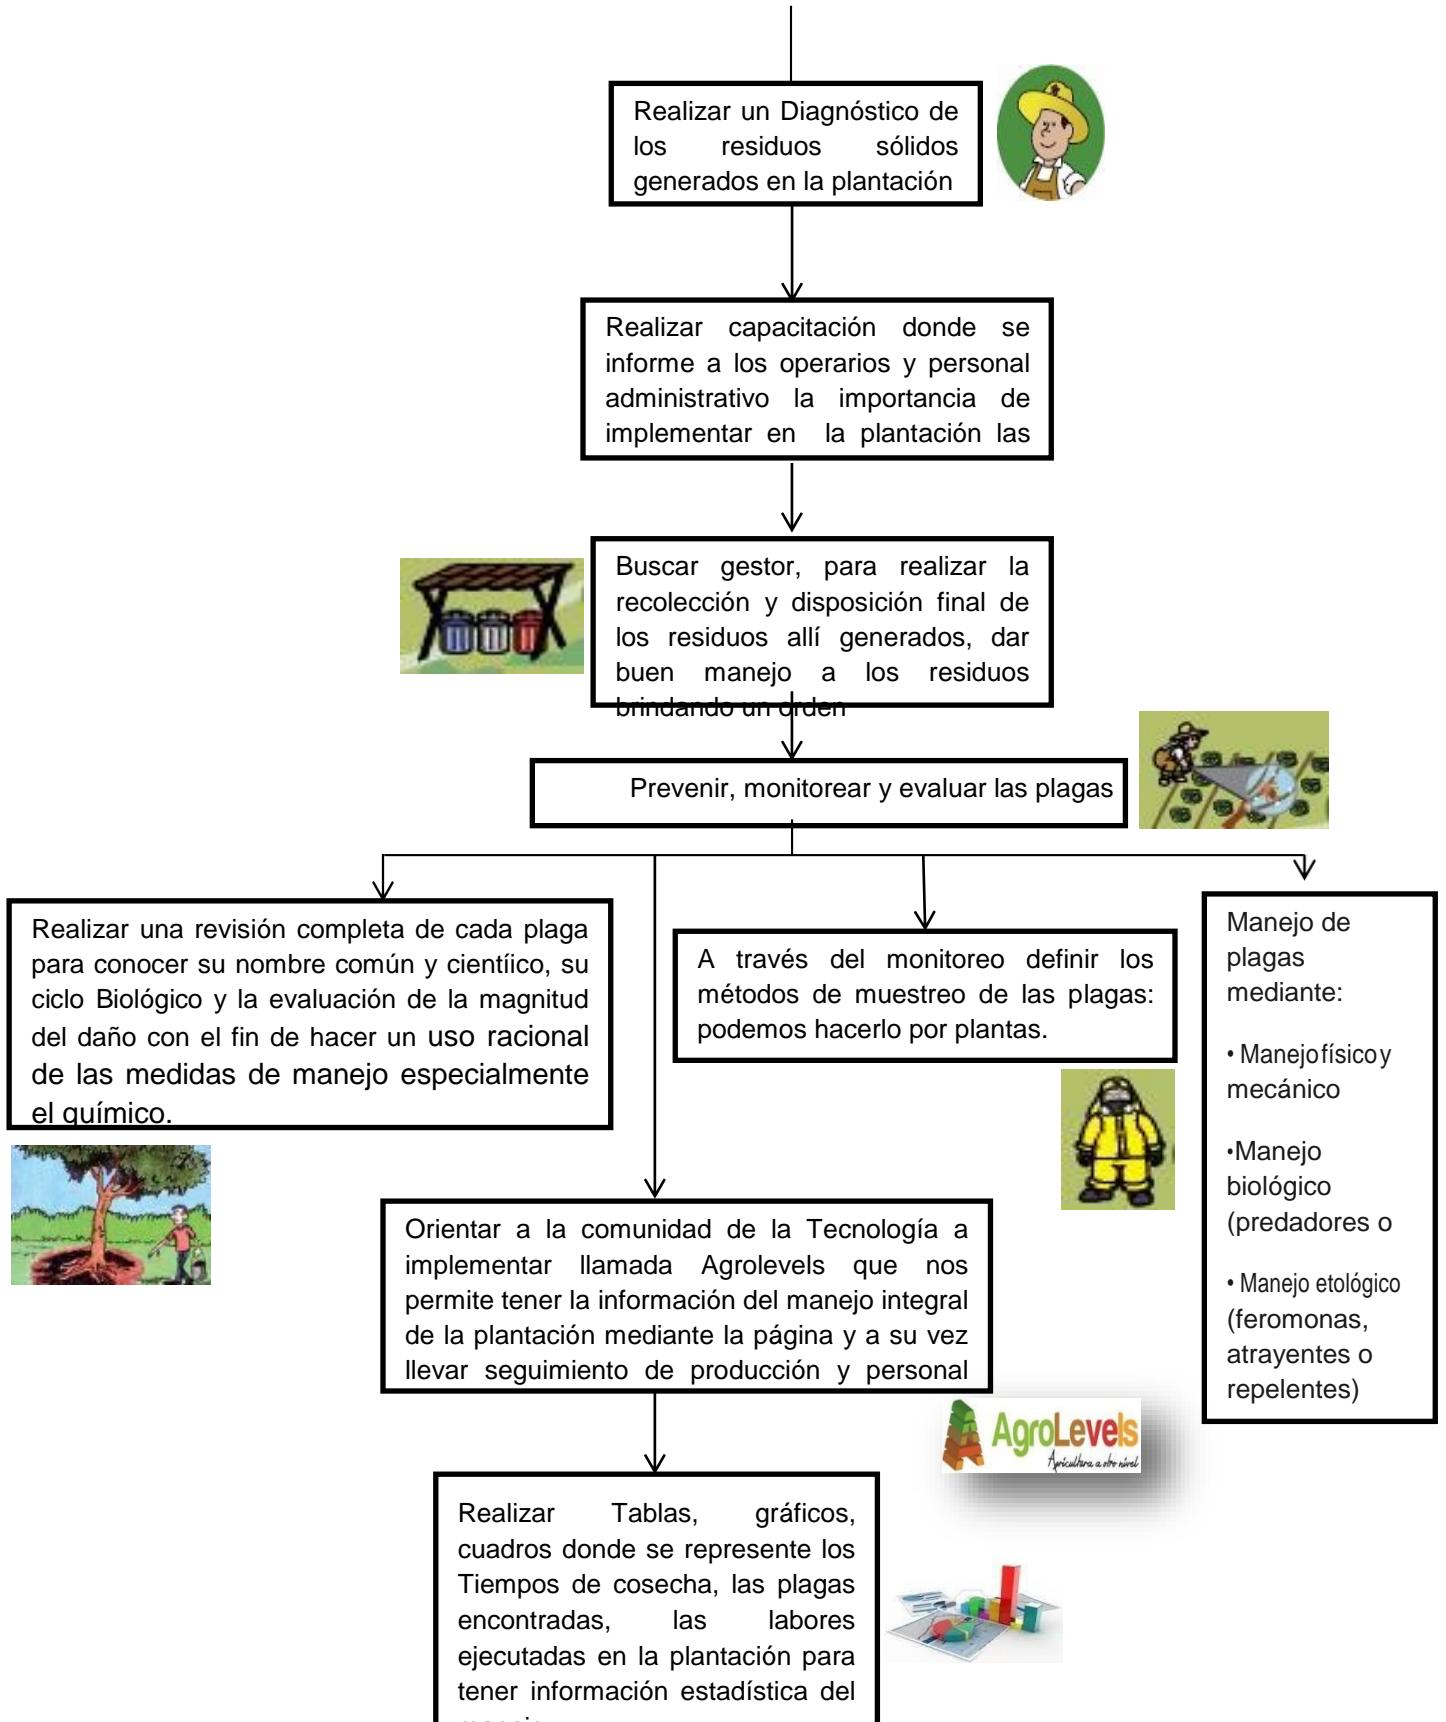 Realizar un Diagnóstico de
los residuos sólidos
generados en la plantación
Realizar capacitación donde se
informe a los operarios y personal
administrativo la importancia de
implementar en la plantación las
Buscar gestor, para realizar la
recolección y disposición final de
los residuos allí generados, dar
buen manejo a los residuos
brindando un orden
Prevenir, monitorear y evaluar las plagas
Realizar una revisión completa de cada plaga
para conocer su nombre común y cientíico, su
ciclo Biológico y la evaluación de la magnitud
del daño con el fin de hacer un uso racional
de las medidas de manejo especialmente
el químico.
A través del monitoreo definir los
métodos de muestreo de las plagas:
podemos hacerlo por plantas.
Manejo de
plagas
mediante:
• Manejo físico y
mecánico
•Manejo
biológico
(predadores o
• Manejo etológico
(feromonas,
atrayentes o
repelentes)
Orientar a la comunidad de la Tecnología a
implementar llamada Agrolevels que nos
permite tener la información del manejo integral
de la plantación mediante la página y a su vez
llevar seguimiento de producción y personal
AgroLevels
Agricultura a otro nivel
Realizar Tablas, gráficos,
cuadros donde se represente los
Tiempos de cosecha, las plagas
encontradas, las labores
ejecutadas en la plantación para
tener información estadística del